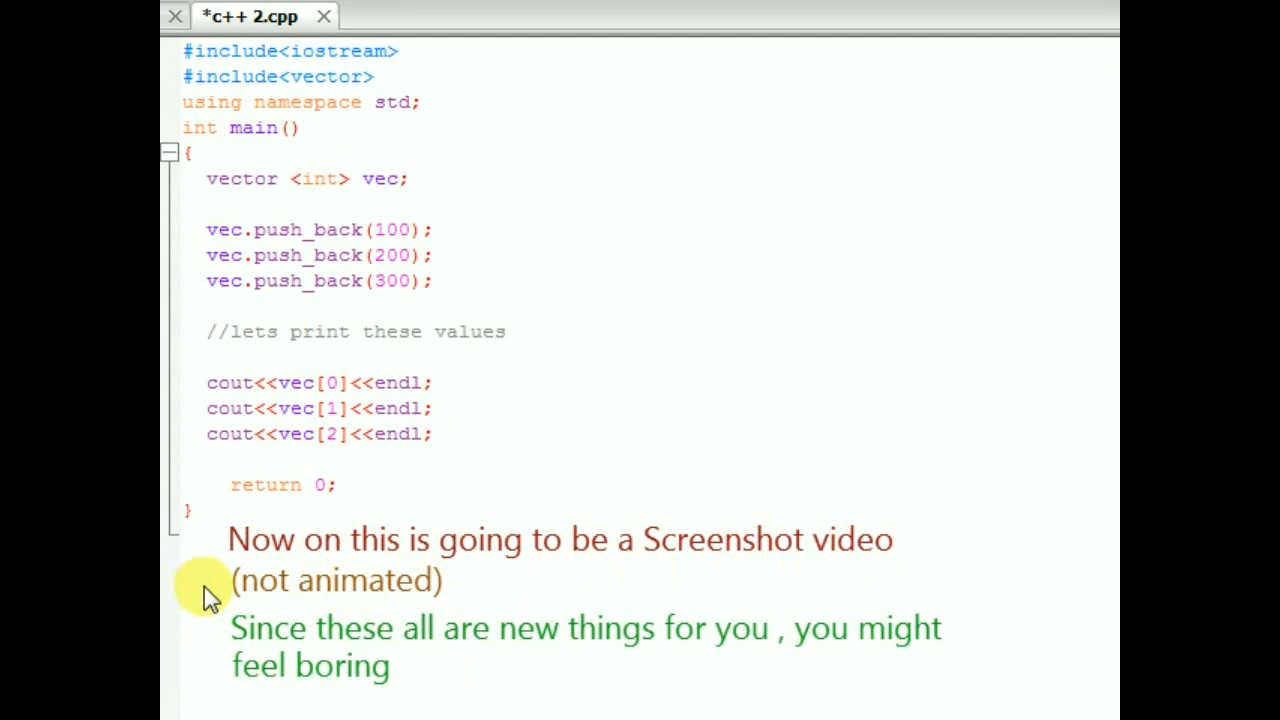 *c++ 2.cpp
#include<iostream>
#include<vector>
using namespace std;
int main()
{
vector <int> vec;
vec.push_back(100);
vec.push_back(200);
vec.push_back(300);
//lets print these values
cout<<vec[0]<<endl;
cout<<vec[1]<<endl;
cout<<vec[2]<<endl;
return 0;
}
Now on this is going to be a Screenshot video
(not animated)
Since these all are new things for you , you might
feel boring